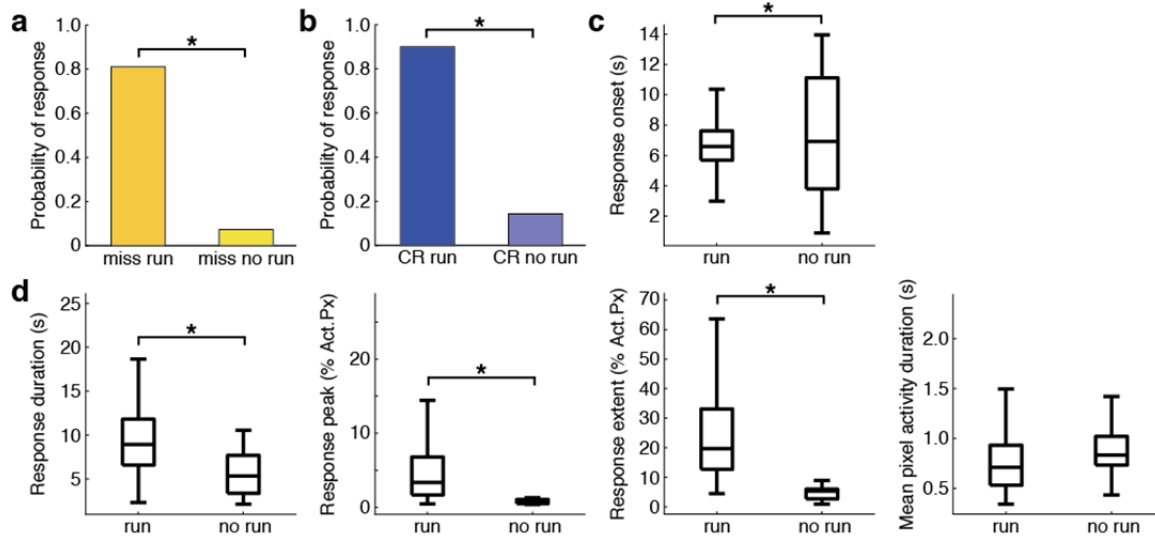 a
Probability of response
1.0
0.8
0.6
0.4
0.2
0
*
miss run
miss no run
b
Probability of response
1.0
0.8
0.6
0.4
0.2
0
*
CR run
CR no run
c
Response onset (s)
14
12
10
8
6
4
2
*
run
no run
d
Response duration (s)
25
20
15
10
5
*
run
no run
Response peak (% Act.Px)
20
10
0
*
run
no run
Response extent (% Act.Px)
70
60
50
40
30
20
10
0
*
run
no run
Mean pixel activity duration (s)
2.0
1.5
1.0
0.5
run
no run